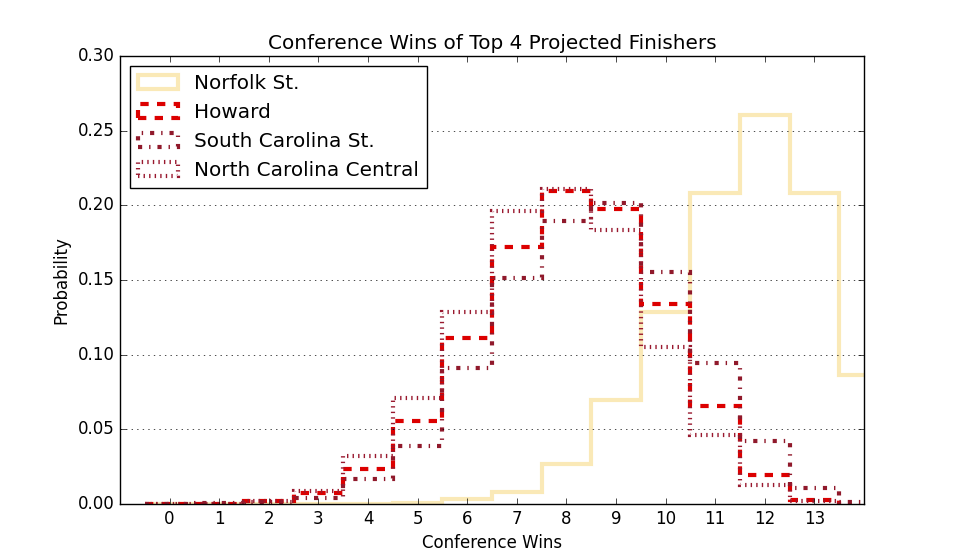 Conference Wins of Top 4 Projected Finishers
0.30
0.25
0.20
0.15
0.10
0.05
0.00
Probability
Norfolk St.
Howard
South Carolina St.
North Carolina Central
0 1 2 3 4 5 6 7 8 9 10 11 12 13
Conference Wins